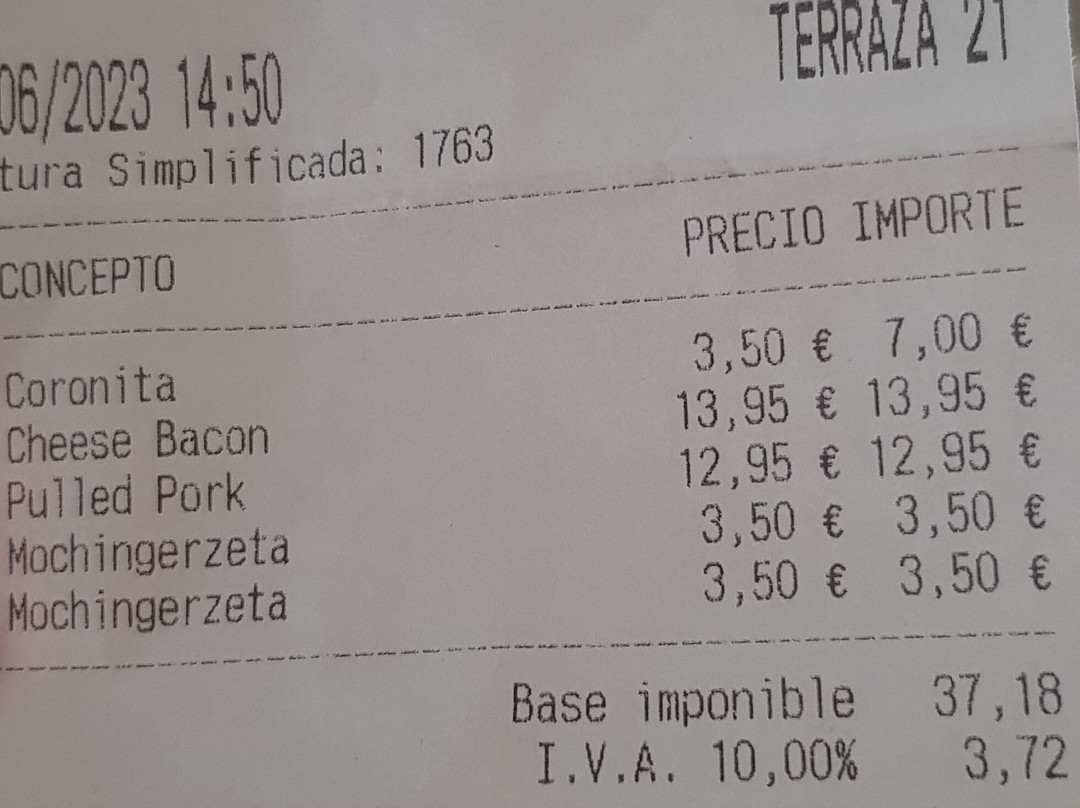 TERRAZA 21
06/2023 14:50
tura Simplificada: 1763
CONCEPTO PRECIO IMPORTE
Coronita 3,50 € 7,00 €
Cheese Bacon 13,95 € 13,95 €
Pulled Pork 12,95 € 12,95 €
Mochingerzeta 3,50 € 3,50 €
Mochingerzeta 3,50 € 3,50 €
Base imponible 37,18
I.V.A. 10,00% 3,72